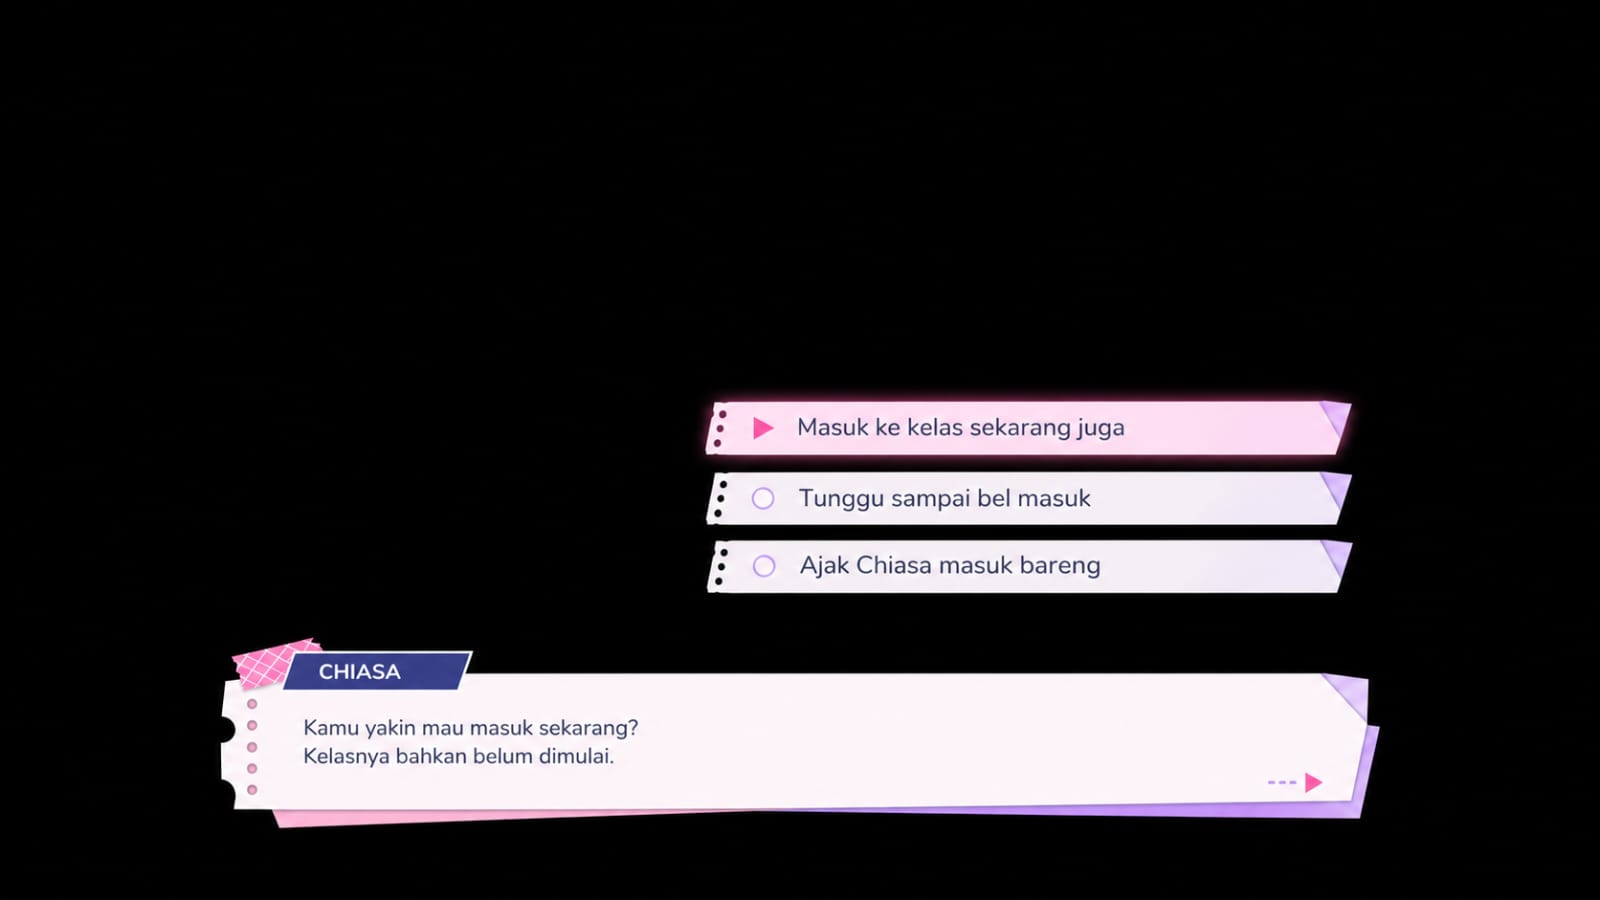 Masuk ke kelas sekarang juga
Tunggu sampai bel masuk
Ajak Chiasa masuk bareng
CHIASA
Kamu yakin mau masuk sekarang?
Kelasnya bahkan belum dimulai.